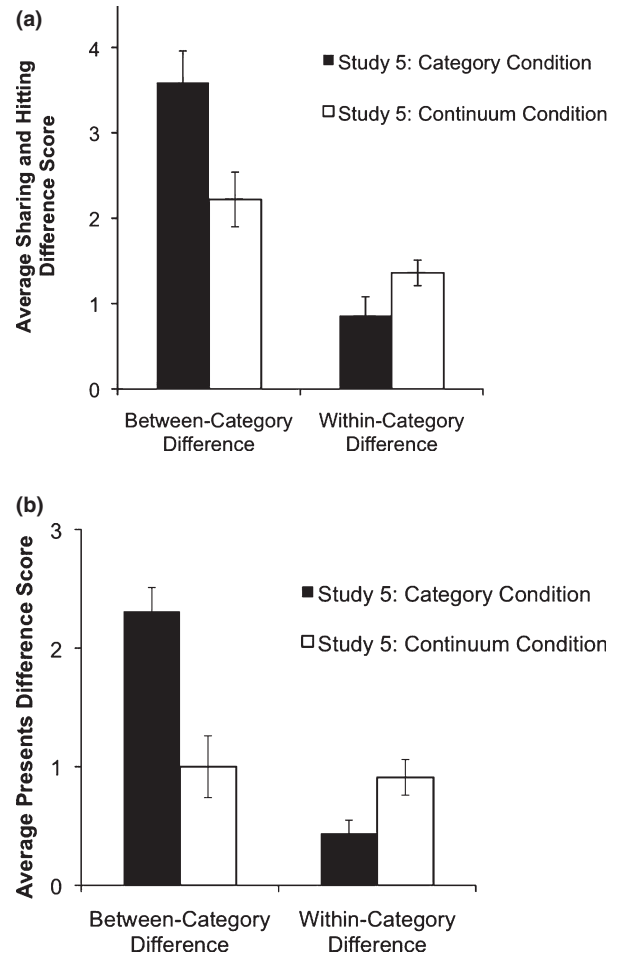 (a)
Average Sharing and Hitting
Difference Score
4
3
2
1
0
Study 5: Category Condition
Study 5: Continuum Condition
Between-Category
Difference
Within-Category
Difference
(b)
Average Presents Difference Score
3
2
1
0
Study 5: Category Condition
Study 5: Continuum Condition
Between-Category
Difference
Within-Category
Difference